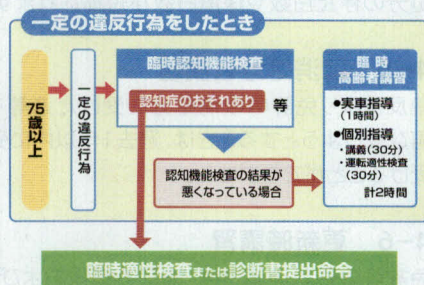 一定の違反行為をしたとき
75歳以上
一定の違反行為
臨時認知機能検査
認知症のおそれあり 等
認知機能検査の結果が
悪くなっている場合
臨時
高齢者講習
●実車指導
(1時間)
●個別指導
・講義(30分)
・運転適性検査
(30分)
計2時間
臨時適性検査または診断書提出命令